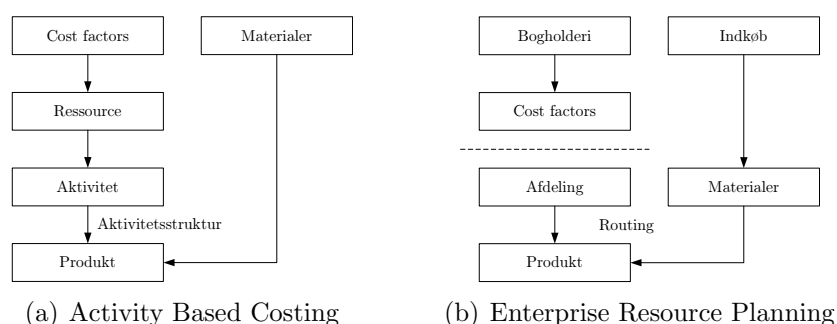 Cost factors
Materialer
Ressource
Aktivitet
Aktivitetsstruktur
Produkt
(a) Activity Based Costing
Bogholderi
Indkøb
Cost factors
Afdeling
Materialer
Routing
Produkt
(b) Enterprise Resource Planning